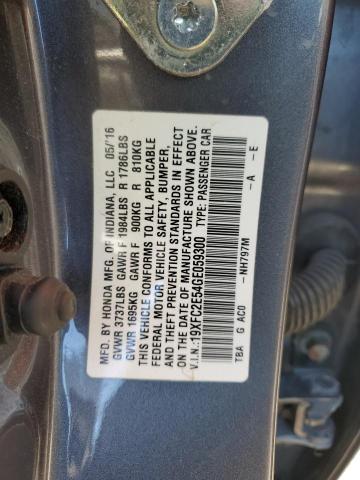 MFD. BY HONDA MFG. OF INDIANA, LLC 05/'16
GVWR 3737LBS GAWR F 1984LBS R 1786LBS
GVWR 1695KG GAWR F 900KG R 810KG
THIS VEHICLE CONFORMS TO ALL APPLICABLE
FEDERAL MOTOR VEHICLE SAFETY, BUMPER,
AND THEFT PREVENTION STANDARDS IN EFFECT
ON THE DATE OF MANUFACTURE SHOWN ABOVE.
V.I.N.:19XFC2E54GE059300 TYPE: PASSENGER CAR
TBA G AC0 -NH797M -A -E